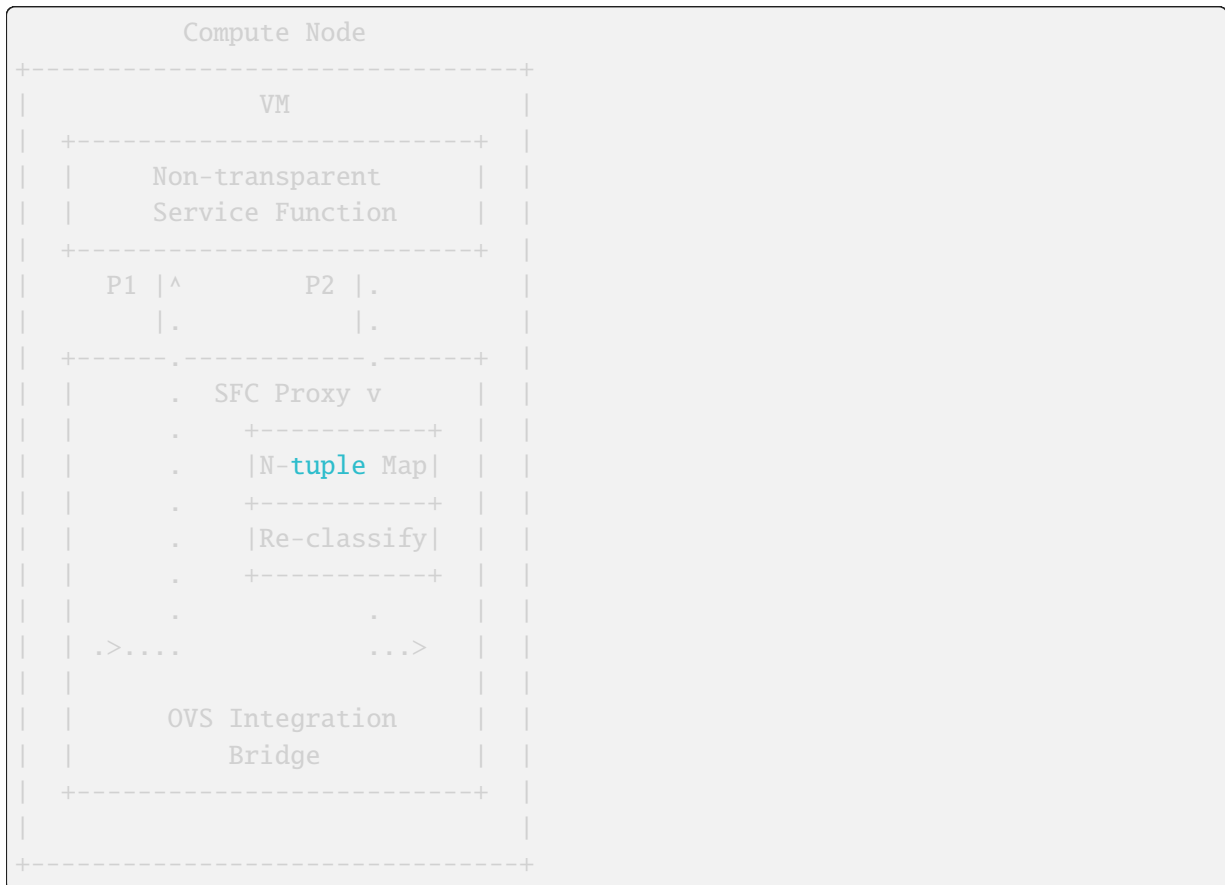 Compute Node
+--------------------------------+
|               VM               |
|  +--------------------------+  |
|  |     Non-transparent      |  |
|  |     Service Function     |  |
|  +--------------------------+  |
|     P1 |^        P2 |.         |
|        |.           |.         |
|  +------.------------.------+  |
|  |      .  SFC Proxy v      |  |
|  |      .    +-----------+  |  |
|  |      .    |N-tuple Map|  |  |
|  |      .    +-----------+  |  |
|  |      .    |Re-classify|  |  |
|  |      .    +-----------+  |  |
|  |      .            .      |  |
|  | .>....            ...>   |  |
|  |                          |  |
|  |      OVS Integration     |  |
|  |          Bridge          |  |
|  +--------------------------+  |
|                                |
+--------------------------------+